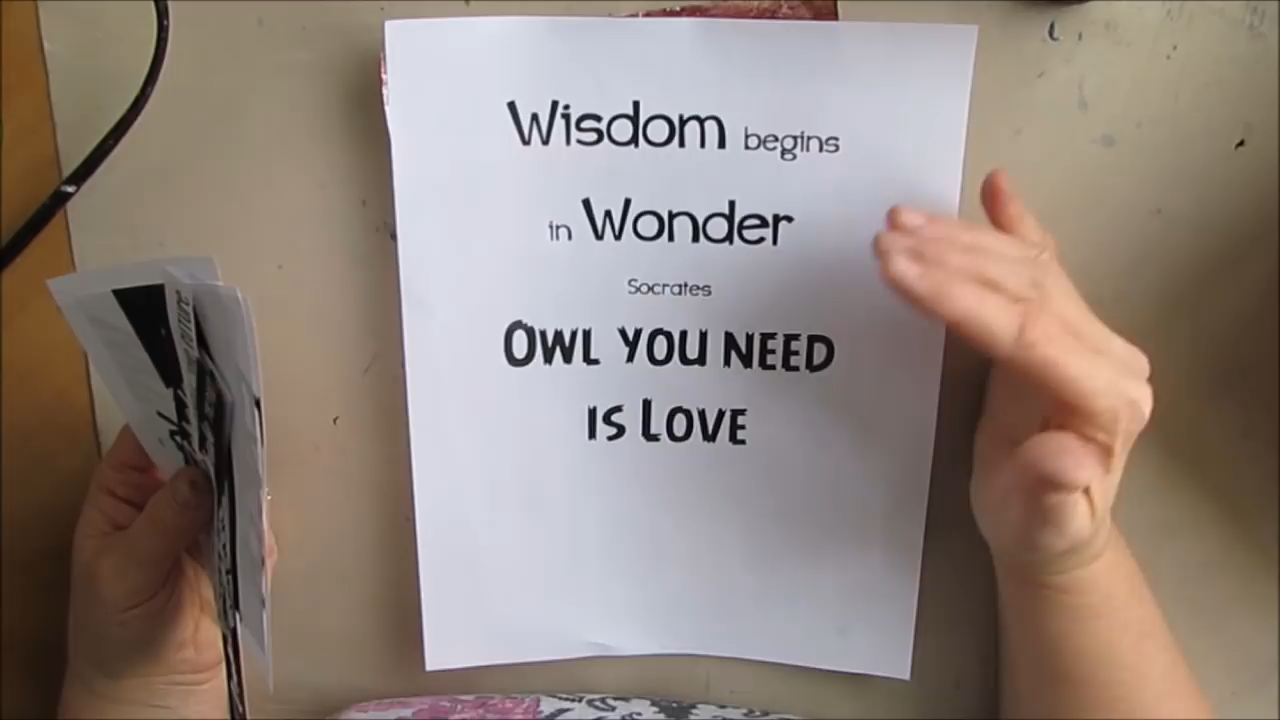 Wisdom begins
in Wonder
Socrates
OWL YOU NEED
IS LOVE